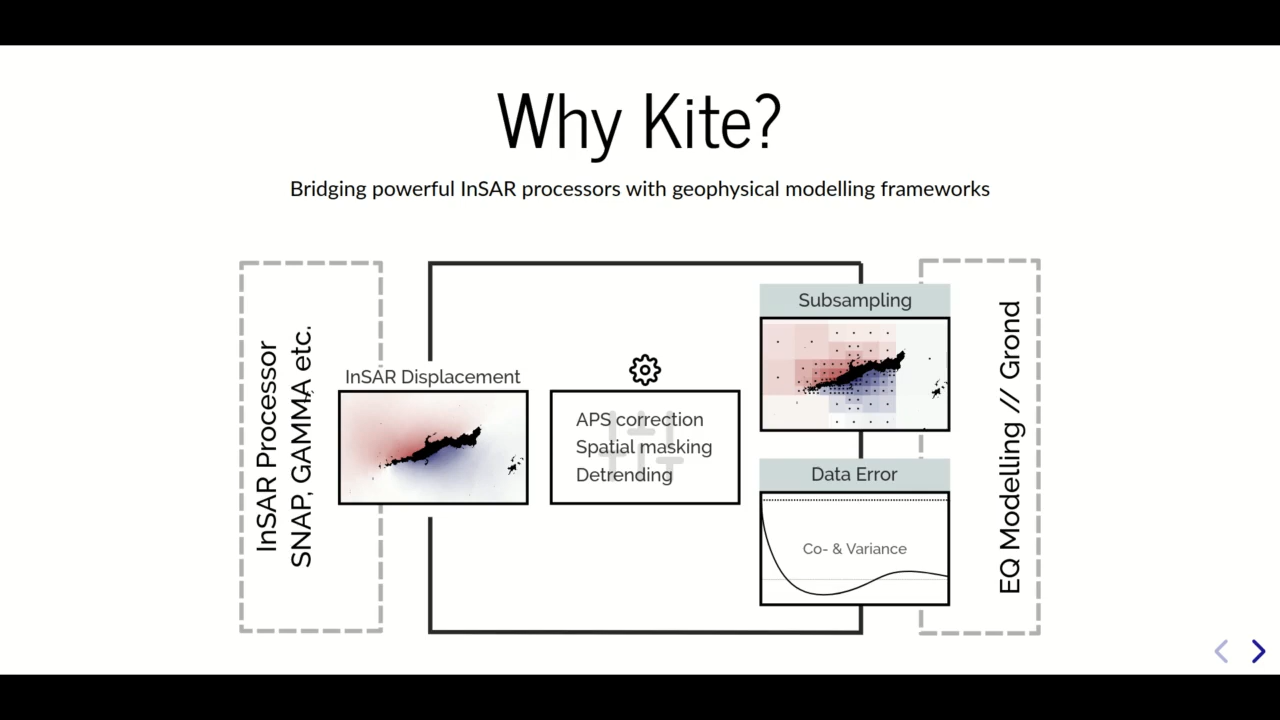 Why Kite?
Bridging powerful InSAR processors with geophysical modelling frameworks
InSAR Processor
SNAP, GAMMA etc.
InSAR Displacement
APS correction
Spatial masking
Detrending
Subsampling
Data Error
Co- & Variance
EQ Modelling // Grond